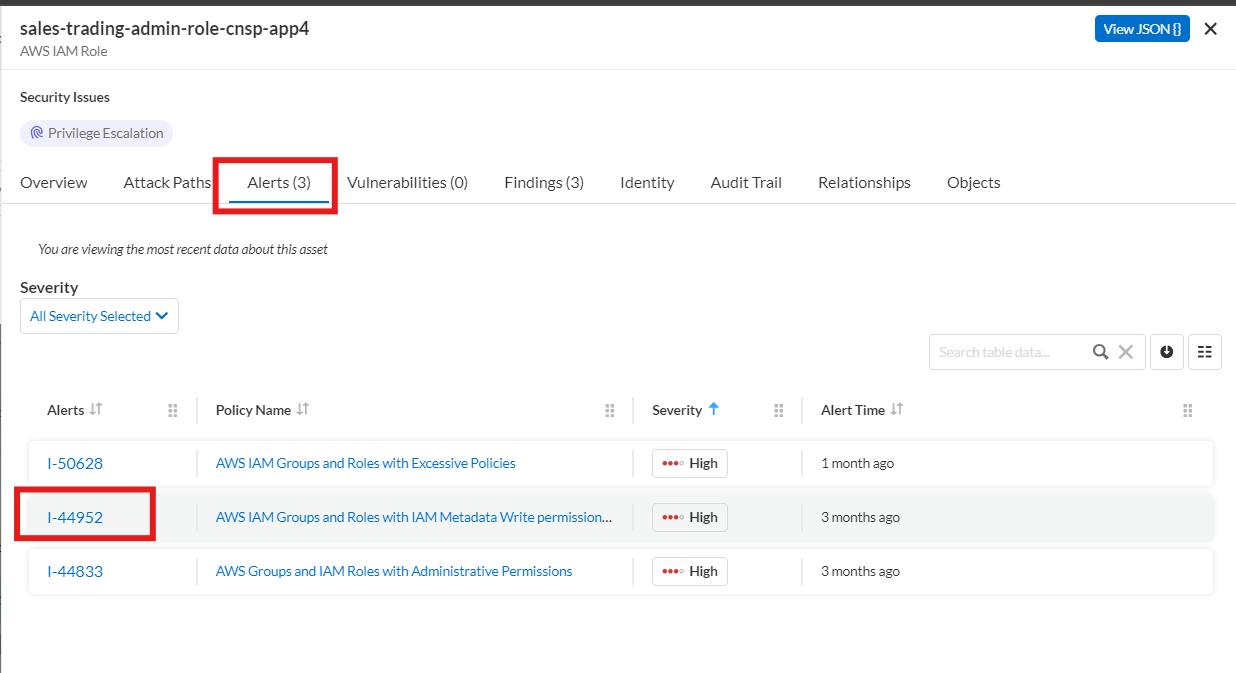 sales-trading-admin-role-cnsp-app4
View JSON {}
AWS IAM Role
Security Issues
Privilege Escalation
Overview Attack Paths Alerts (3) Vulnerabilities (0) Findings (3) Identity Audit Trail Relationships Objects
You are viewing the most recent data about this asset
Severity
All Severity Selected
Search table data...
Alerts Policy Name Severity Alert Time
I-50628 AWS IAM Groups and Roles with Excessive Policies High 1 month ago
I-44952 AWS IAM Groups and Roles with IAM Metadata Write permission... High 3 months ago
I-44833 AWS Groups and IAM Roles with Administrative Permissions High 3 months ago